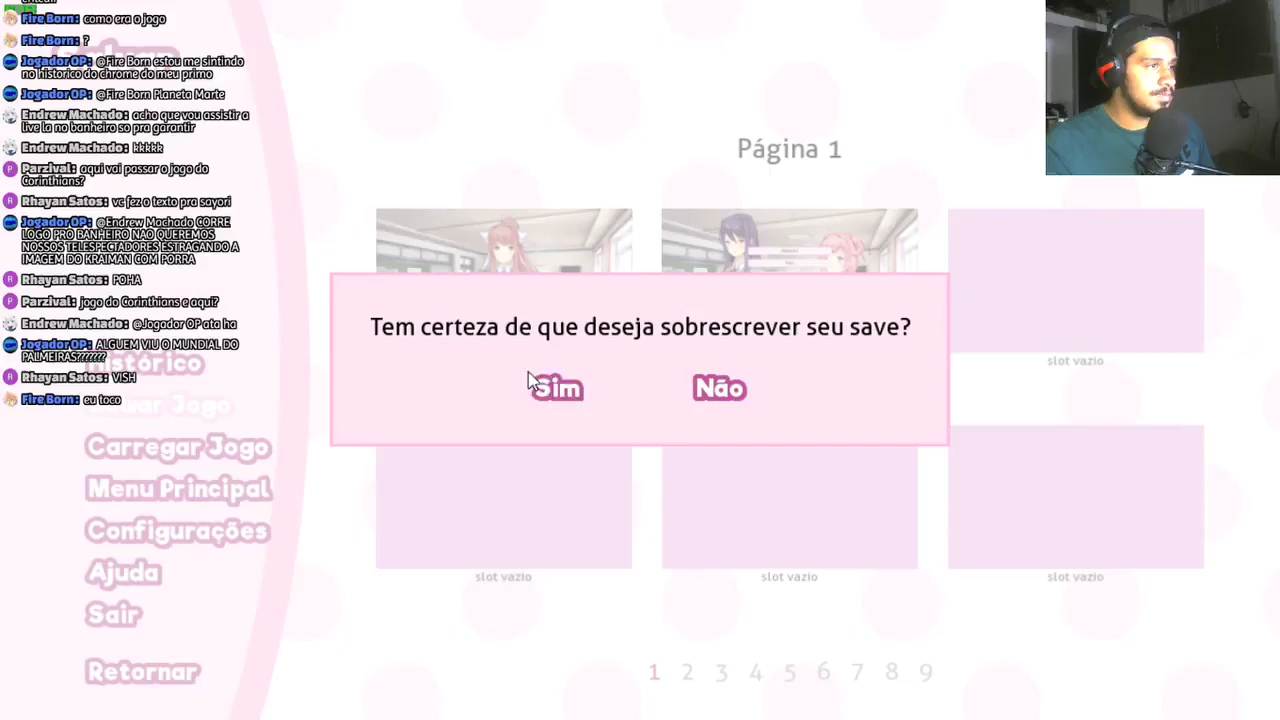 Fire Born: como era o jogo
Fire Born: ?
Jogador OP: @Fire Born estou me sintindo
no historico do chrome do meu primo
Jogador OP: @Fire Born Planeta Marte
Endrew Machado: acho que vou assistir a
live la no banheiro so pra garantir
Endrew Machado: kkkkk
Parzival: aqui vai passar o jogo do
Corinthians?
Rhayan Satos: vc fez o texto pra sayori
Jogador OP: @Endrew Machado CORRE
LOGO PRO BANHEIRO NAO QUEREMOS
NOSSOS TELESPECTADORES ESTRAGANDO A
IMAGEM DO KRAIMAN COM PORRA
Rhayan Satos: POHA
Parzival: jogo do Corinthians e aqui?
Endrew Machado: @Jogador OP ata ha
Jogador OP: ALGUEM VIU O MUNDIAL DO
PALMEIRAS???????
Rhayan Satos: VISH
Fire Born: eu toco
Histórico
Salvar Jogo
Carregar Jogo
Menu Principal
Configurações
Ajuda
Sair
Retornar
Página 1
Tem certeza de que deseja sobrescrever seu save?
Sim Não
slot vazio
slot vazio slot vazio slot vazio
1 2 3 4 5 6 7 8 9